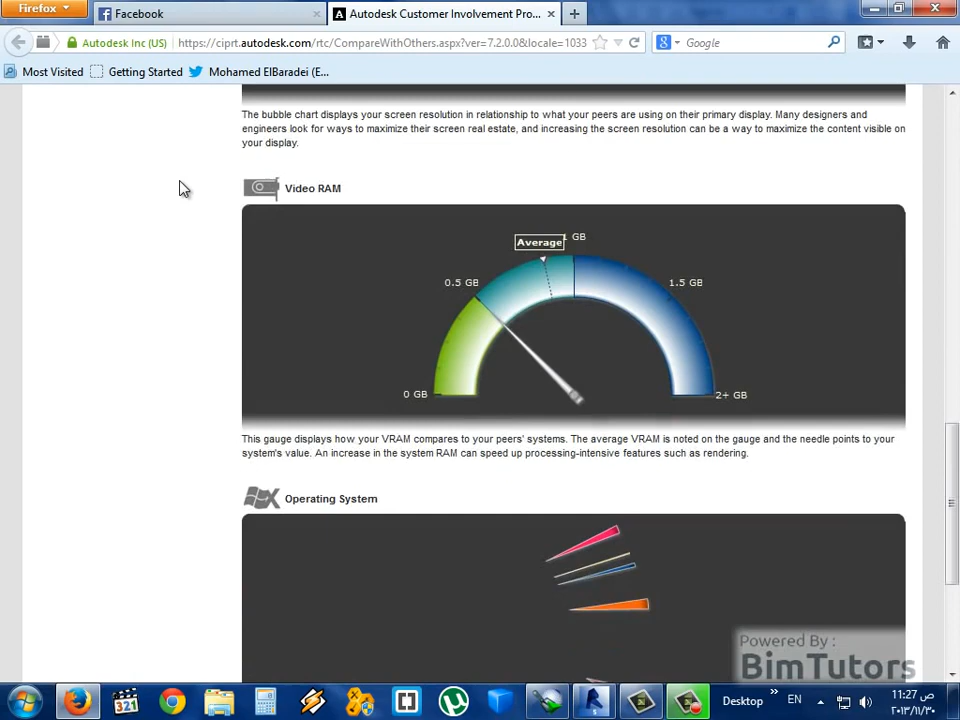 Firefox
Facebook
Autodesk Customer Involvement Pro...
Autodesk Inc (US)
https://ciprt.autodesk.com/rtc/CompareWithOthers.aspx?ver=7.2.0.0&locale=1033
Google
Most Visited
Getting Started
Mohamed ElBaradei (E...
The bubble chart displays your screen resolution in relationship to what your peers are using on their primary display. Many designers and
engineers look for ways to maximize their screen real estate, and increasing the screen resolution can be a way to maximize the content visible on
your display.
Video RAM
Average
1 GB
0.5 GB
1.5 GB
0 GB
2+ GB
This gauge displays how your VRAM compares to your peers' systems. The average VRAM is noted on the gauge and the needle points to your
system's value. An increase in the system RAM can speed up processing-intensive features such as rendering.
Operating System
Powered By :
BimTutors
321
Desktop
EN
11:27 ص
٢٠١٣/١١/٣٠